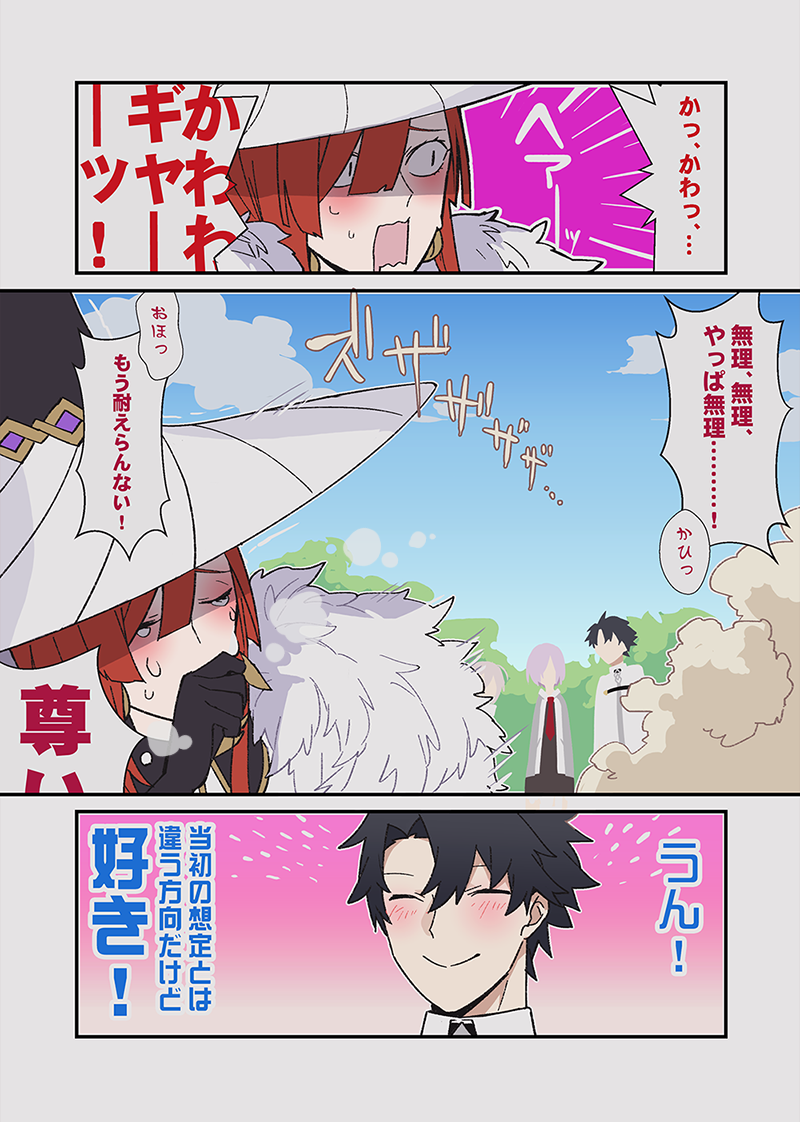 かっ、かわっ、…
ヘアーッ
かわわ
ギャー
ーッ！
無理、無理、
やっぱ無理………！
かひっ
ズザザザザザ…
おほっ
もう耐えらんない！
尊い
うん！
当初の想定とは
違う方向だけど
好き！